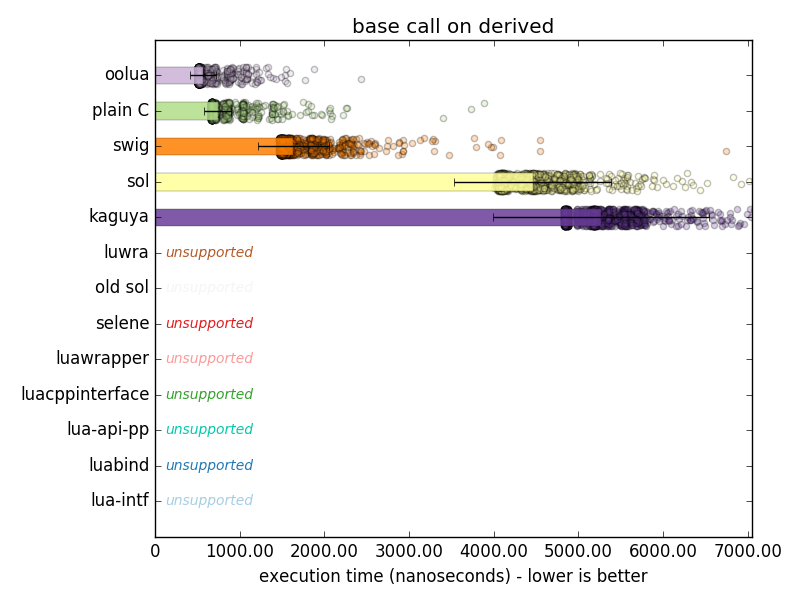 base call on derived
oolua
plain C
swig
sol
kaguya
luwra unsupported
old sol unsupported
selene unsupported
luawrapper unsupported
luacppinterface unsupported
lua-api-pp unsupported
luabind unsupported
lua-intf unsupported
0 1000.00 2000.00 3000.00 4000.00 5000.00 6000.00 7000.00
execution time (nanoseconds) - lower is better